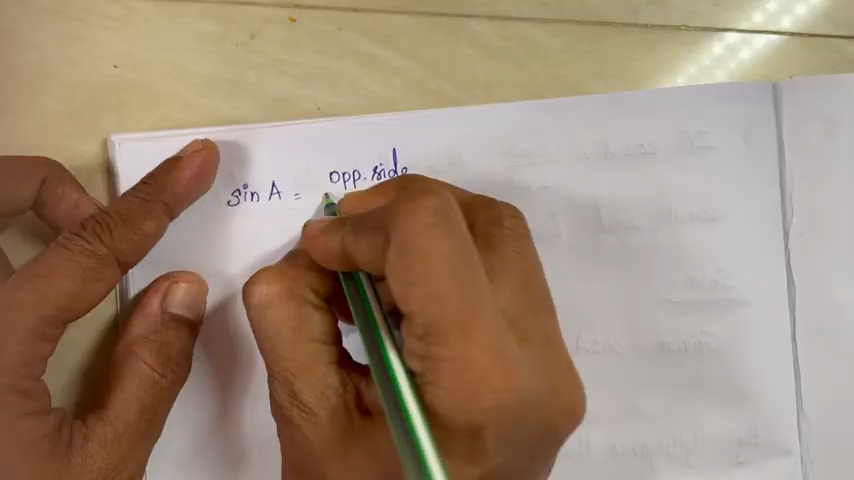 sin A = opp. side